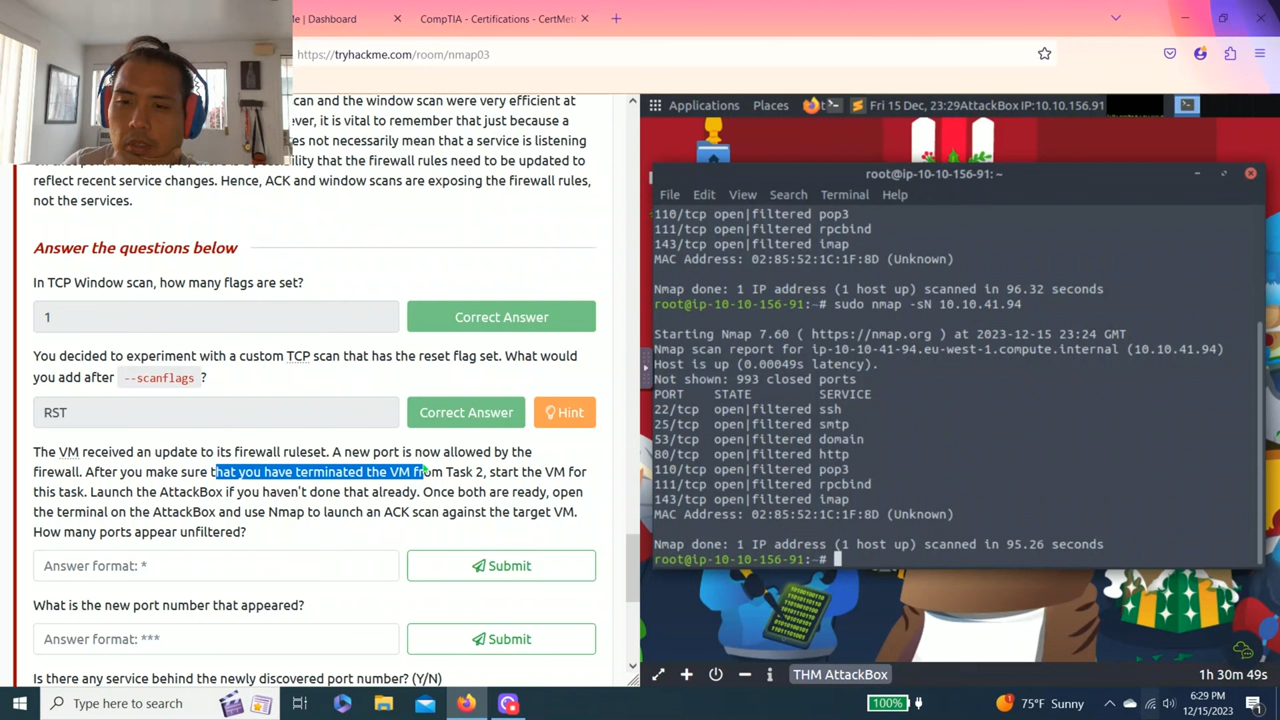 Me | Dashboard
CompTIA - Certifications - CertMet
https://tryhackme.com/room/nmap03
can and the window scan were very efficient at
ever, it is vital to remember that just because a
es not necessarily mean that a service is listening
bility that the firewall rules need to be updated to
reflect recent service changes. Hence, ACK and window scans are exposing the firewall rules,
not the services.
Answer the questions below
In TCP Window scan, how many flags are set?
1
Correct Answer
You decided to experiment with a custom TCP scan that has the reset flag set. What would
you add after --scanflags ?
RST
Correct Answer
Hint
The VM received an update to its firewall ruleset. A new port is now allowed by the
firewall. After you make sure that you have terminated the VM from Task 2, start the VM for
this task. Launch the AttackBox if you haven't done that already. Once both are ready, open
the terminal on the AttackBox and use Nmap to launch an ACK scan against the target VM.
How many ports appear unfiltered?
Answer format: *
Submit
What is the new port number that appeared?
Answer format: ***
Submit
Is there any service behind the newly discovered port number? (Y/N)
Applications Places Fri 15 Dec, 23:29 AttackBox IP:10.10.156.91
root@ip-10-10-156-91: ~
File Edit View Search Terminal Help
110/tcp open|filtered pop3
111/tcp open|filtered rpcbind
143/tcp open|filtered imap
MAC Address: 02:85:52:1C:1F:8D (Unknown)
Nmap done: 1 IP address (1 host up) scanned in 96.32 seconds
root@ip-10-10-156-91:~# sudo nmap -sN 10.10.41.94
Starting Nmap 7.60 ( https://nmap.org ) at 2023-12-15 23:24 GMT
Nmap scan report for ip-10-10-41-94.eu-west-1.compute.internal (10.10.41.94)
Host is up (0.00049s latency).
Not shown: 993 closed ports
PORT STATE SERVICE
22/tcp open|filtered ssh
25/tcp open|filtered smtp
53/tcp open|filtered domain
80/tcp open|filtered http
110/tcp open|filtered pop3
111/tcp open|filtered rpcbind
143/tcp open|filtered imap
MAC Address: 02:85:52:1C:1F:8D (Unknown)
Nmap done: 1 IP address (1 host up) scanned in 95.26 seconds
root@ip-10-10-156-91:~#
THM AttackBox
1h 30m 49s
Type here to search
100%
75°F Sunny
6:29 PM
12/15/2023